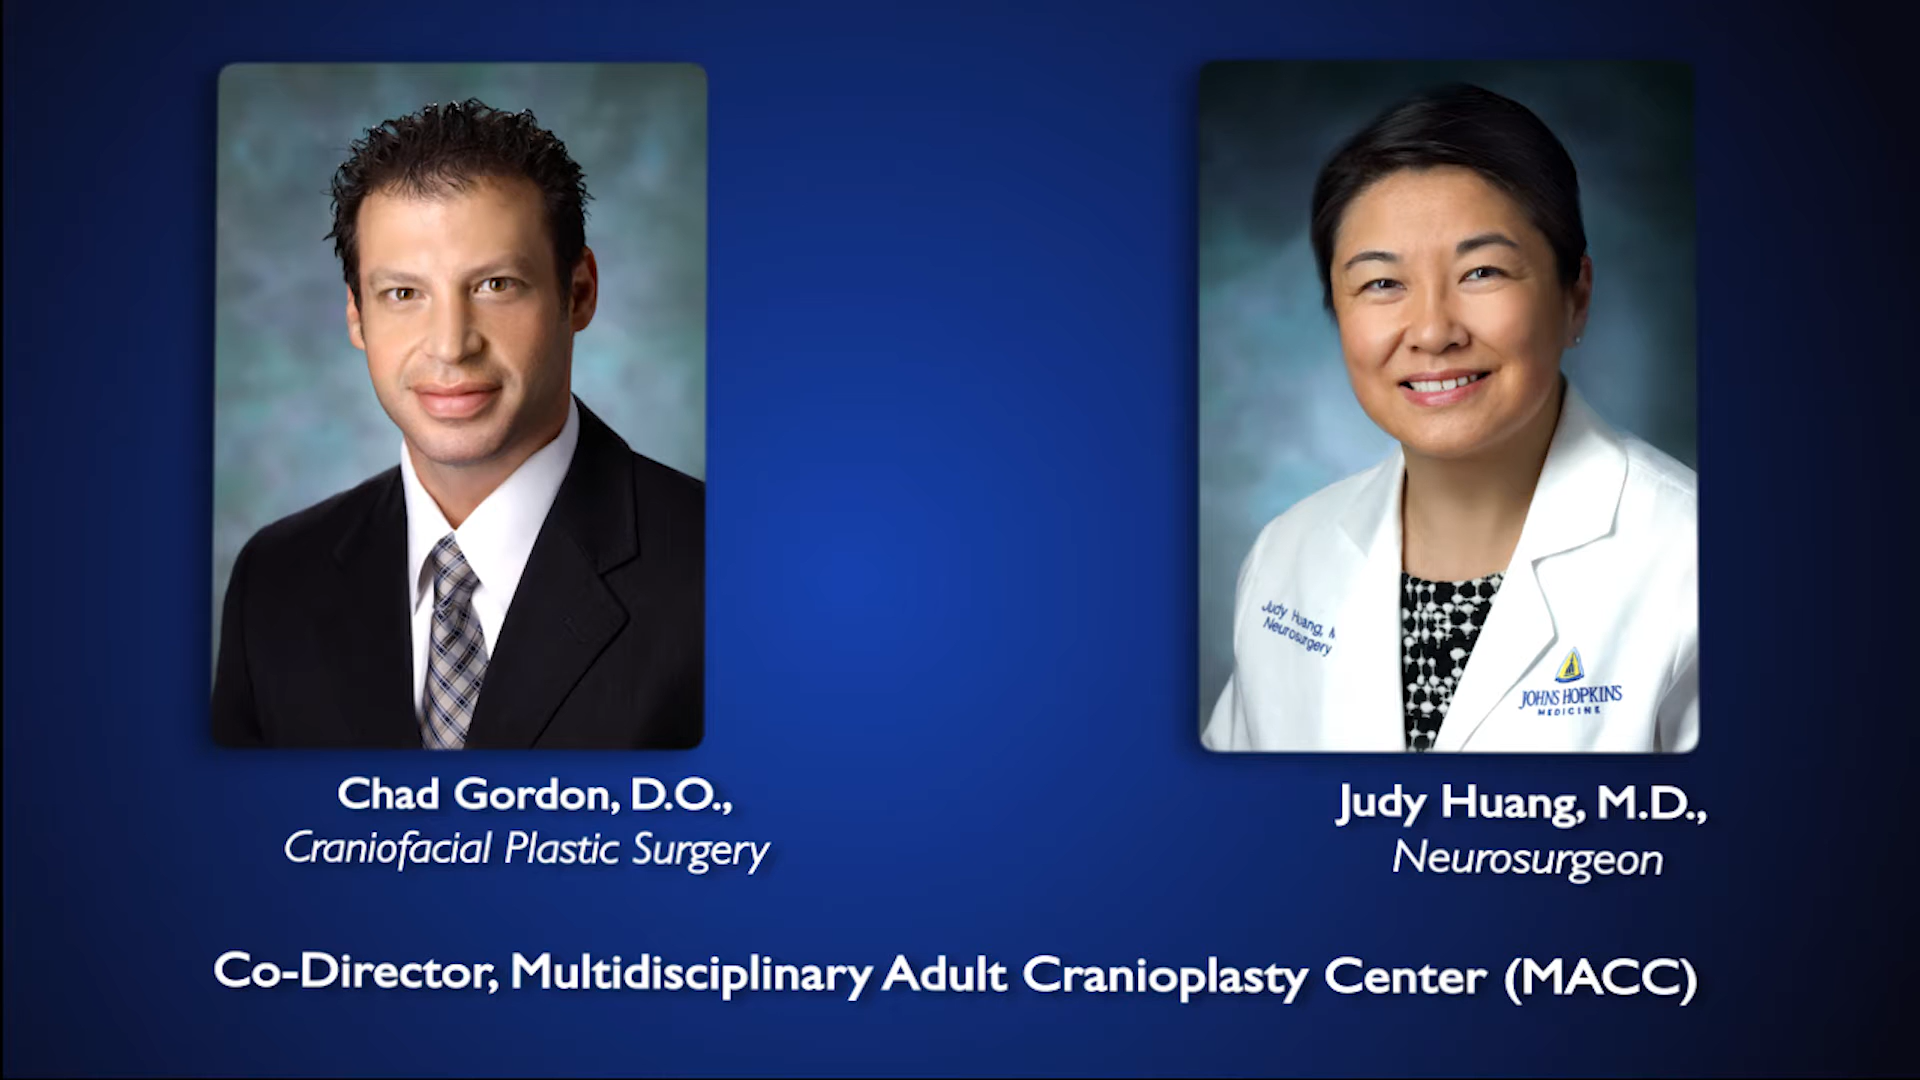 Chad Gordon, D.O.,
Craniofacial Plastic Surgery
Judy Huang, M
Neurosurgery
JOHNS HOPKINS
MEDICINE
Judy Huang, M.D.,
Neurosurgeon
Co-Director, Multidisciplinary Adult Cranioplasty Center (MACC)